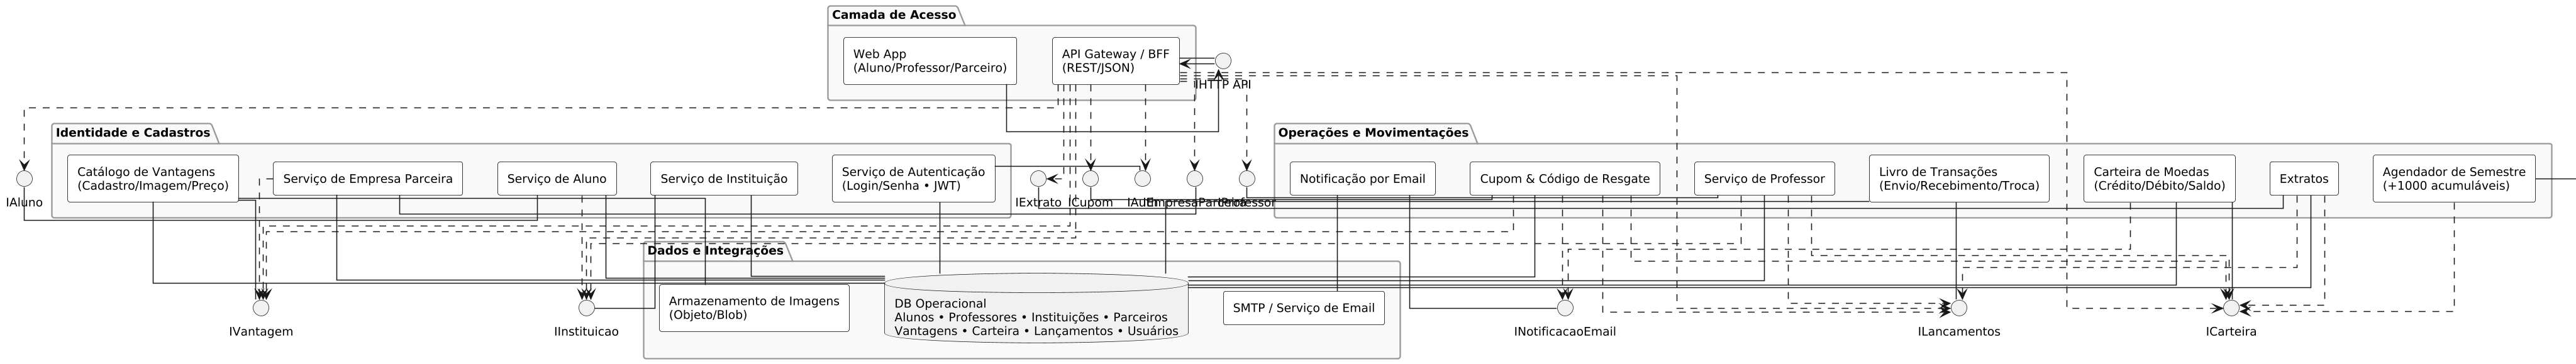 Camada de Acesso
Web App
(Aluno/Professor/Parceiro)
API Gateway / BFF
(REST/JSON)
IHTTP API
Identidade e Cadastros
Catálogo de Vantagens
(Cadastro/Imagem/Preço)
Serviço de Empresa Parceira
Serviço de Aluno
Serviço de Instituição
Serviço de Autenticação
(Login/Senha • JWT)
Operações e Movimentações
Notificação por Email
Cupom & Código de Resgate
Serviço de Professor
Livro de Transações
(Envio/Recebimento/Troca)
Carteira de Moedas
(Crédito/Débito/Saldo)
Extratos
Agendador de Semestre
(+1000 acumuláveis)
IAluno
IExtrato
ICupom
Dados e Integrações
Armazenamento de Imagens
(Objeto/Blob)
DB Operacional
Alunos • Professores • Instituições • Parceiros
Vantagens • Carteira • Lançamentos • Usuários
SMTP / Serviço de Email
IVantagem
IInstituicao
INotificacaoEmail
ILancamentos
ICarteira